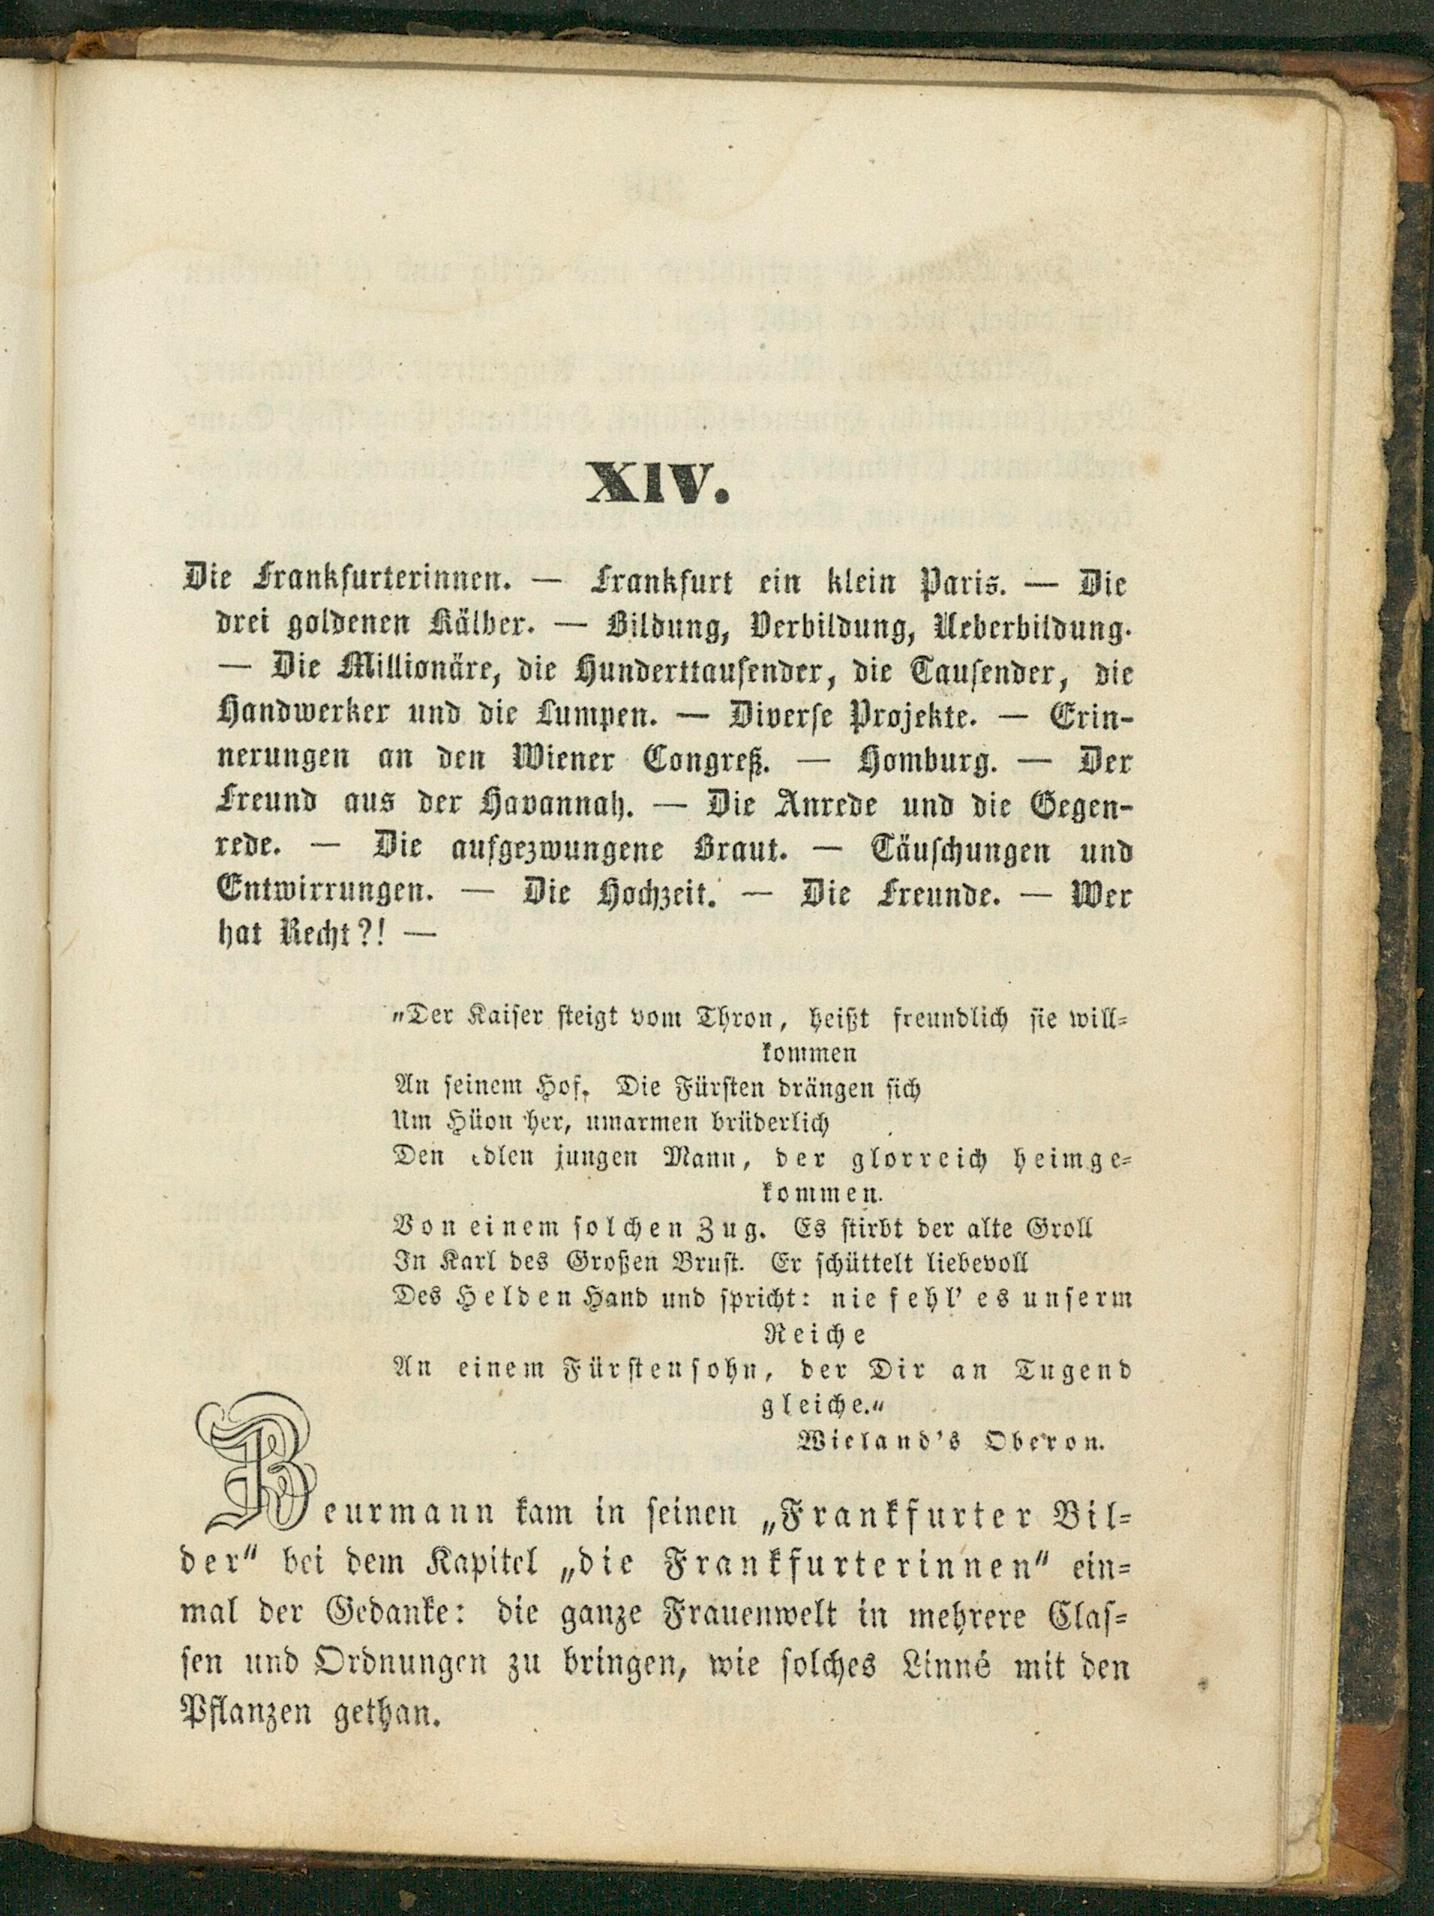 XIV.
Die Frankfurterinnen. — Frankfurt ein klein Paris. — Die
drei goldenen Kälber. — Bildung, Verbildung, Ueberbildung.
— Die Millionäre, die Hunderttausender, die Tausender, die
Handwerker und die Lumpen. — Diverse Projekte. — Erin-
nerungen an den Wiener Congreß. — Homburg. — Der
Freund aus der Havannah. — Die Anrede und die Gegen-
rede. — Die aufgezwungene Braut. — Täuschungen und
Entwirrungen. — Die Hochzeit. — Die Freunde. — Wer
hat Recht?! —
„Der Kaiser steigt vom Thron, heißt freundlich sie will-
kommen
An seinem Hof. Die Fürsten drängen sich
Um Hüon her, umarmen brüderlich
Den edlen jungen Mann, der glorreich heimge-
kommen.
Von einem solchen Zug. Es stirbt der alte Groll
In Karl des Großen Brust. Er schüttelt liebevoll
Des Helden Hand und spricht: nie fehl' es unserm
Reiche
An einem Fürstensohn, der Dir an Tugend
gleiche.“
Wieland's Oberon.
Beurmann kam in seinen „Frankfurter Bil-
der“ bei dem Kapitel „die Frankfurterinnen“ ein-
mal der Gedanke: die ganze Frauenwelt in mehrere Clas-
sen und Ordnungen zu bringen, wie solches Linné mit den
Pflanzen gethan.